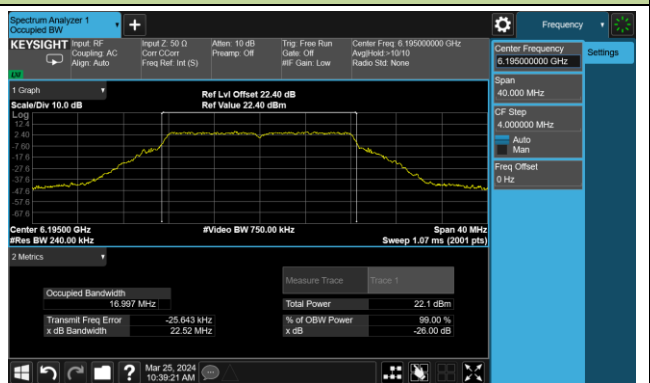 Spectrum Analyzer 1
Occupied BW
+
Frequency
KEYSIGHT
Input: RF
Coupling: AC
Align: Auto
Input Z: 50 Ω
Corr CCorr
Freq Ref: Int (S)
Atten: 10 dB
Preamp: Off
Trig: Free Run
Gate: Off
#IF Gain: Low
Center Freq: 6.195000000 GHz
Avg|Hold:>10/10
Radio Std: None
Center Frequency
6.195000000 GHz
Settings
Span
40.000 MHz
CF Step
4.000000 MHz
Auto
Man
Freq Offset
0 Hz
1 Graph
Scale/Div 10.0 dB
Ref Lvl Offset 22.40 dB
Ref Value 22.40 dBm
Log
12.4
2.40
-7.60
-17.6
-27.6
-37.6
-47.6
-57.6
-67.6
Center 6.19500 GHz
#Video BW 750.00 kHz
Span 40 MHz
#Res BW 240.00 kHz
Sweep 1.07 ms (2001 pts)
2 Metrics
Measure Trace
Trace 1
Occupied Bandwidth
16.997 MHz
Total Power
22.1 dBm
Transmit Freq Error
-25.643 kHz
% of OBW Power
99.00 %
x dB Bandwidth
22.52 MHz
x dB
-26.00 dB
?
Mar 25, 2024
10:39:21 AM